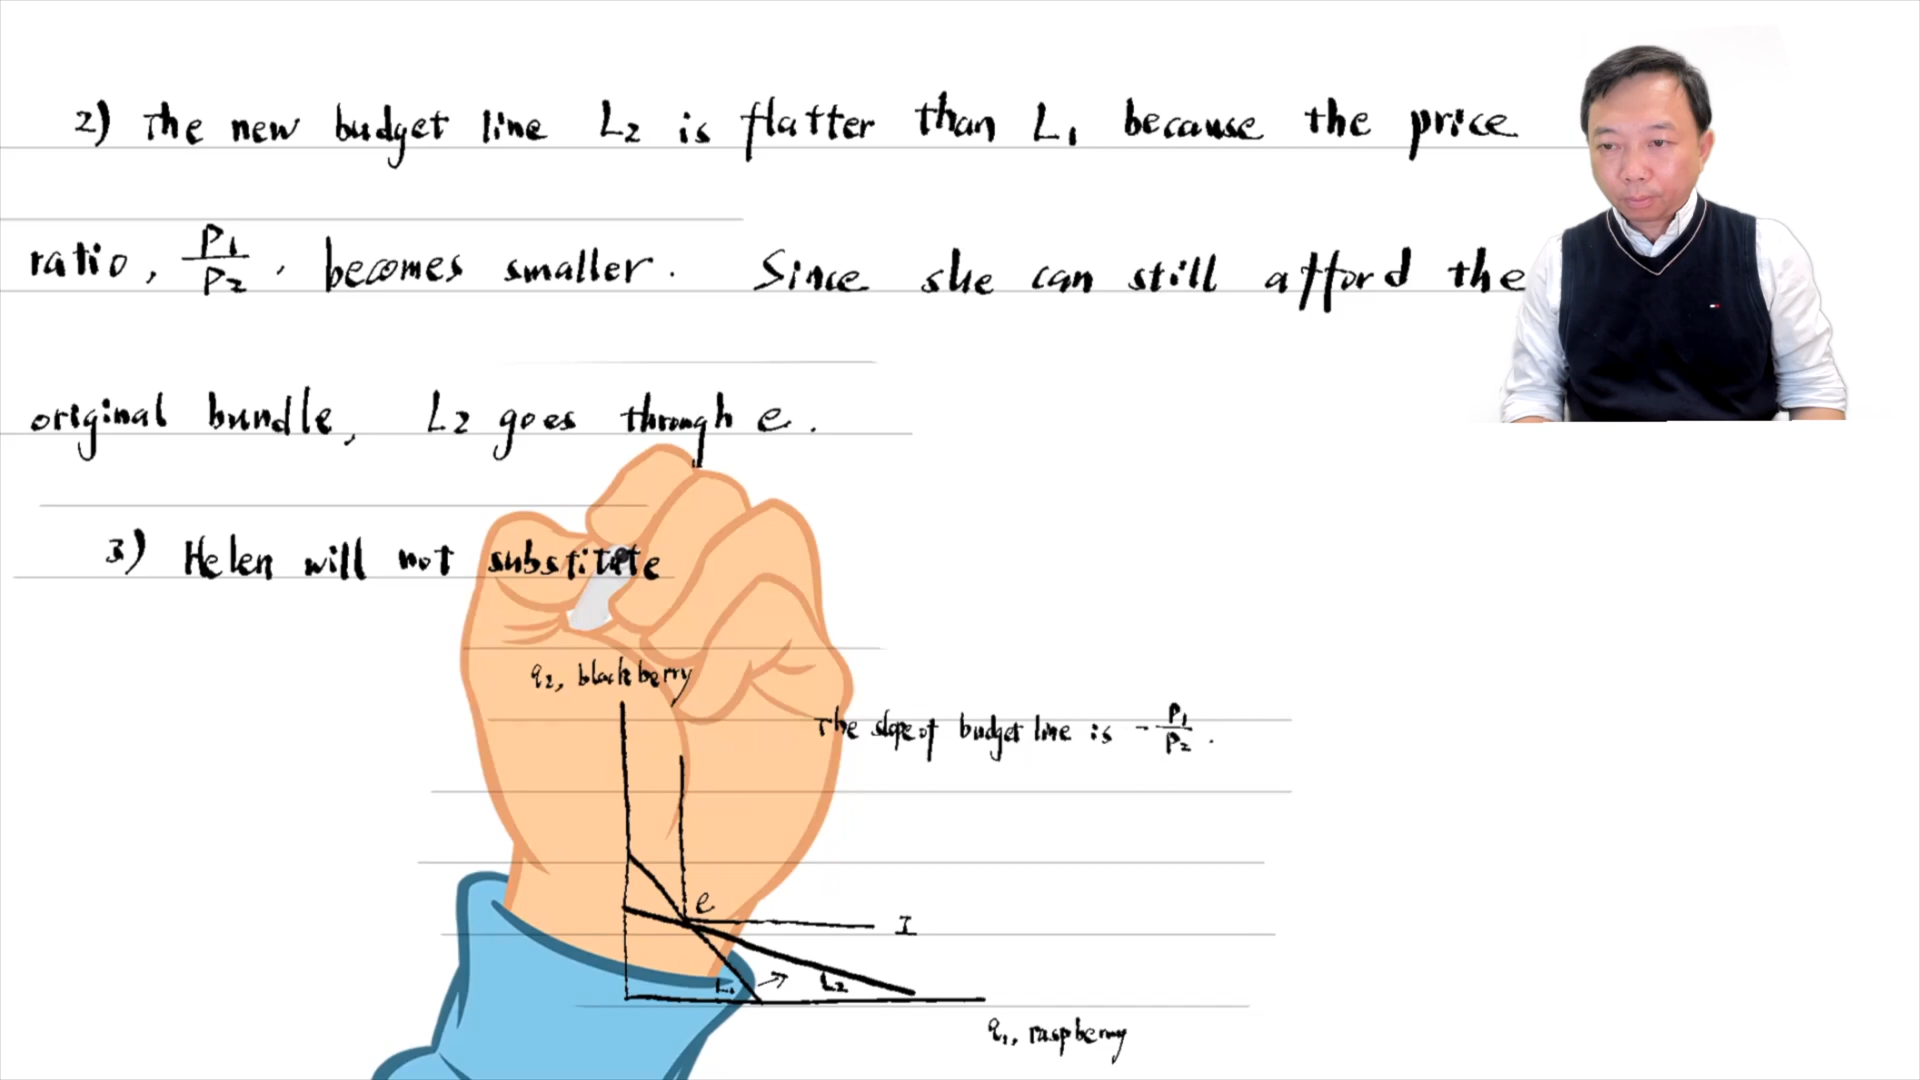 2) The new budget line L2 is flatter than L1 because the price
ratio, P1/P2, becomes smaller. Since she can still afford the
original bundle, L2 goes through e.
3) Helen will not substitute
q2, blackberry
The slope of budget line is -P1/P2.
e
I
L1 → L2
q1, raspberry